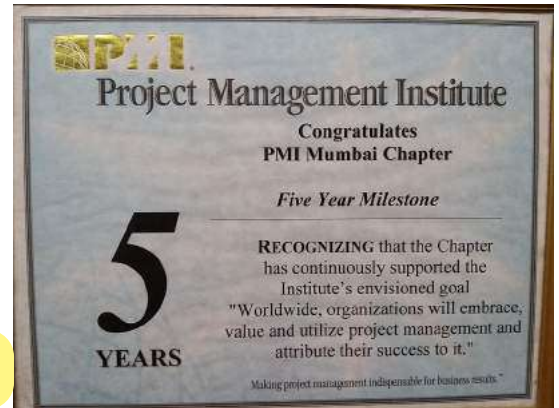 PMI
Project Management Institute
Congratulates
PMI Mumbai Chapter
Five Year Milestone
5
YEARS
RECOGNIZING that the Chapter
has continuously supported the
Institute's envisioned goal
"Worldwide, organizations will embrace,
value and utilize project management and
attribute their success to it."
Making project management indispensable for business results.™